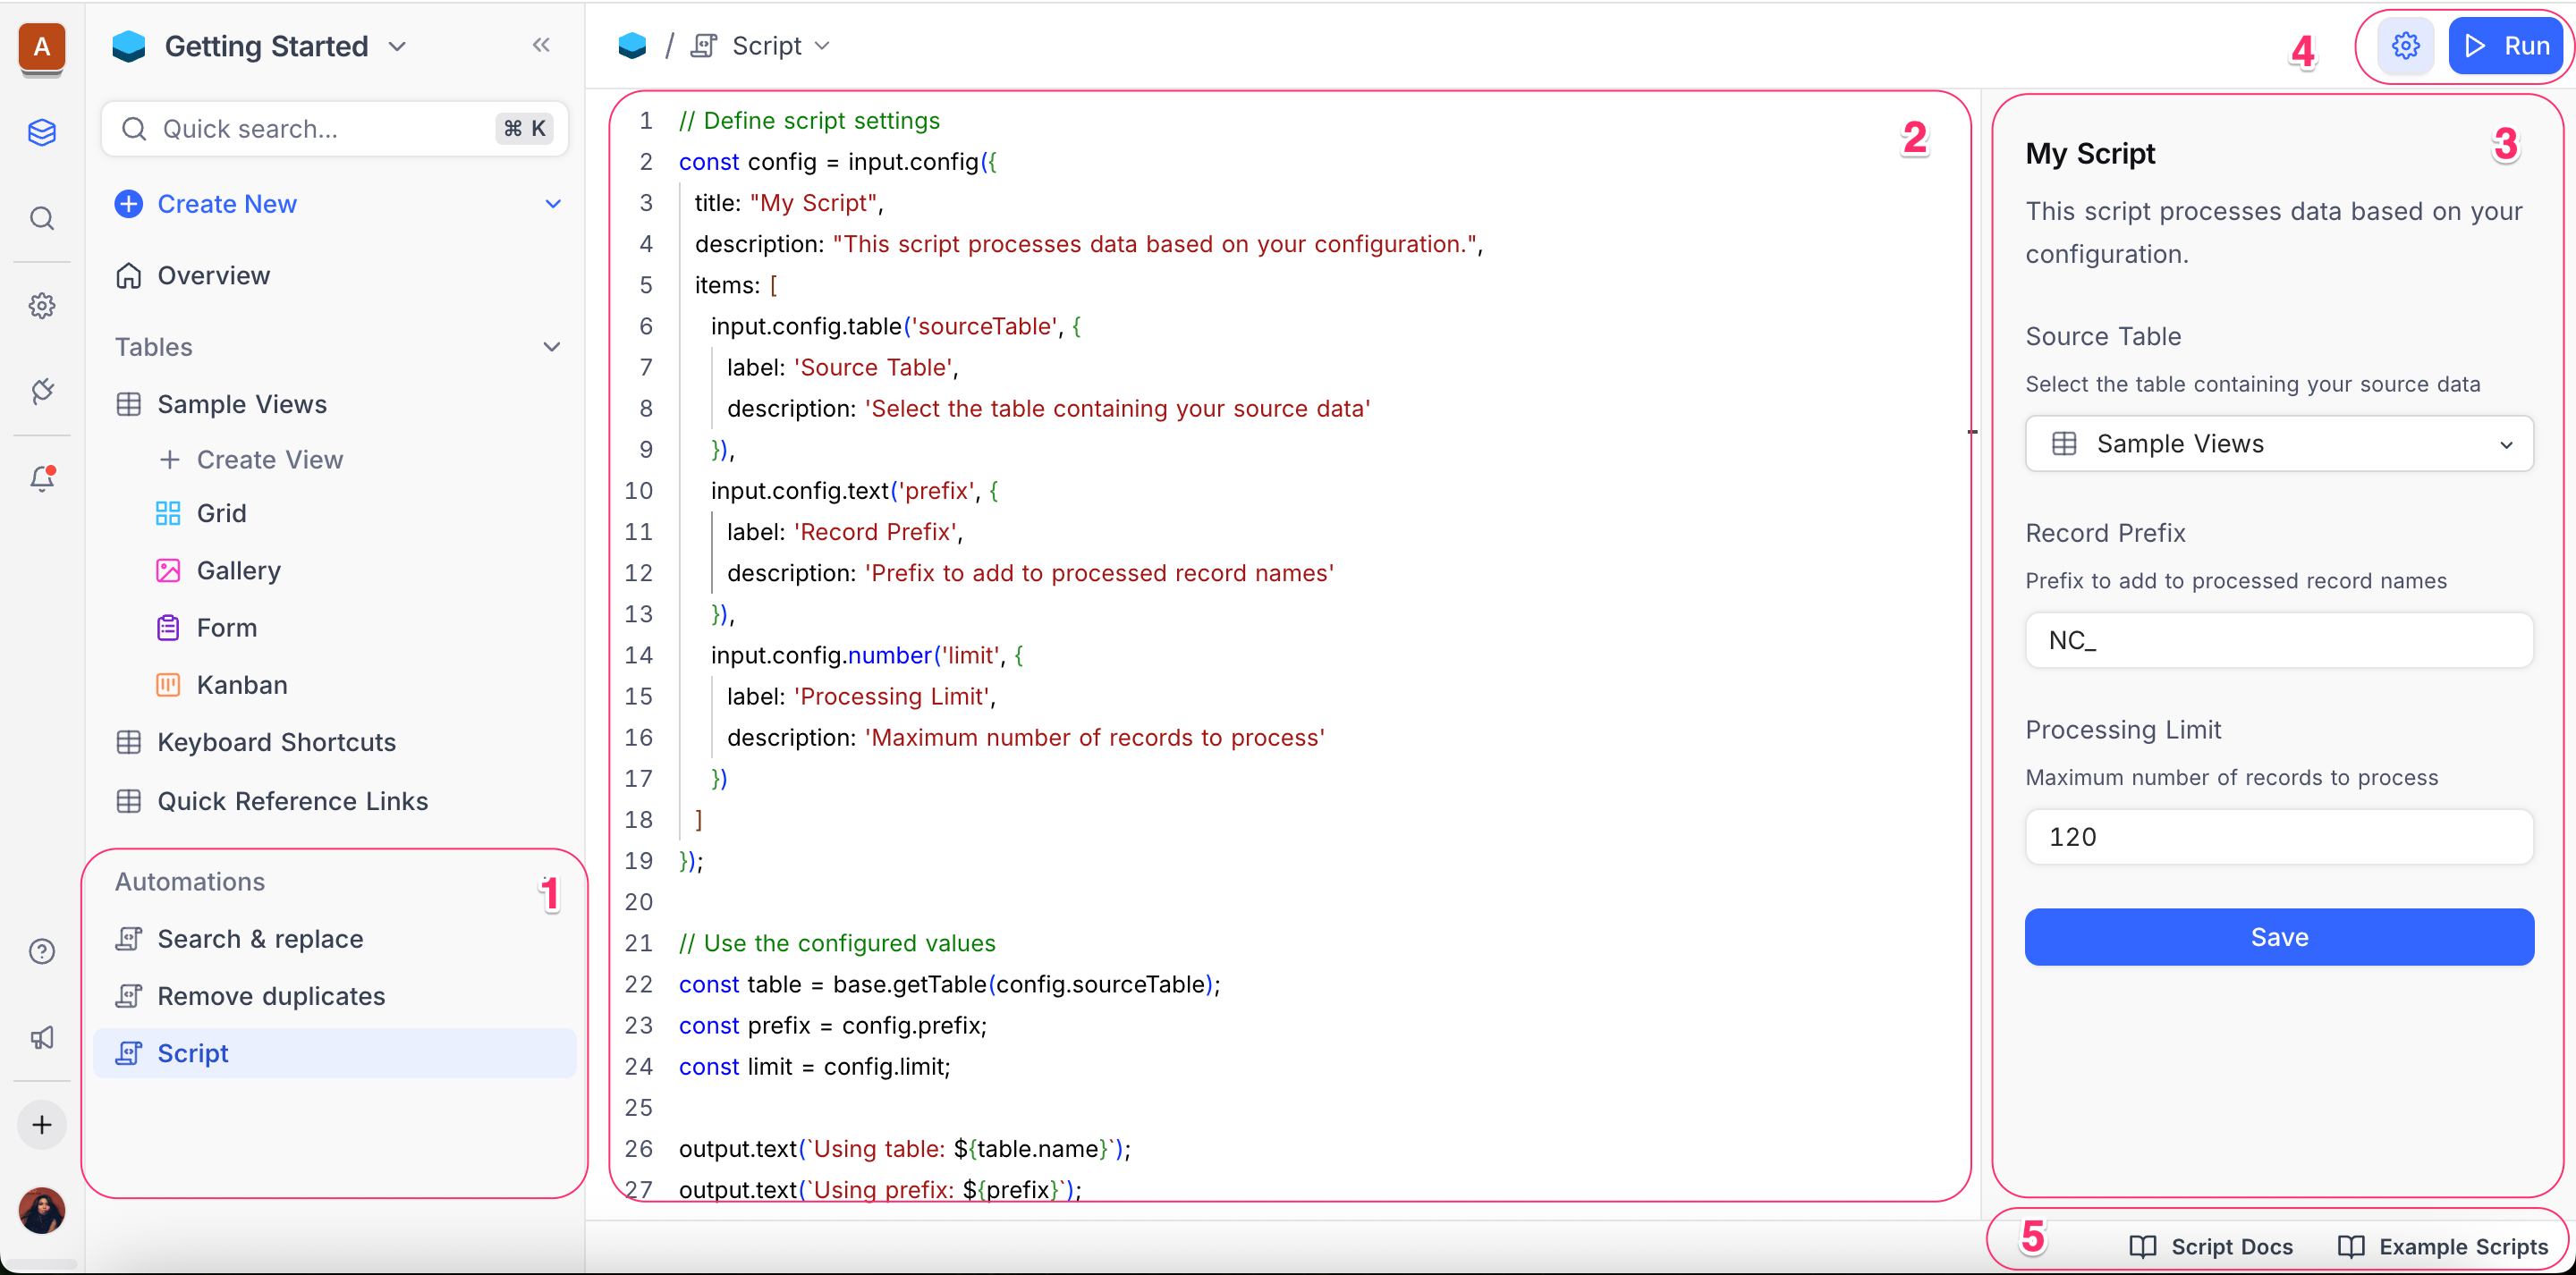 A
Getting Started
Quick search...
⌘ K
Create New
Overview
Tables
Sample Views
Create View
Grid
Gallery
Form
Kanban
Keyboard Shortcuts
Quick Reference Links
Automations
1
Search & replace
Remove duplicates
Script
/ Script
4
Run
2
1 // Define script settings
2 const config = input.config({
3 title: "My Script",
4 description: "This script processes data based on your configuration.",
5 items: [
6 input.config.table('sourceTable', {
7 label: 'Source Table',
8 description: 'Select the table containing your source data'
9 }),
10 input.config.text('prefix', {
11 label: 'Record Prefix',
12 description: 'Prefix to add to processed record names'
13 }),
14 input.config.number('limit', {
15 label: 'Processing Limit',
16 description: 'Maximum number of records to process'
17 })
18 ]
19 });
20
21 // Use the configured values
22 const table = base.getTable(config.sourceTable);
23 const prefix = config.prefix;
24 const limit = config.limit;
25
26 output.text(`Using table: ${table.name}`);
27 output.text(`Using prefix: ${prefix}`);
My Script
3
This script processes data based on your
configuration.
Source Table
Select the table containing your source data
Sample Views
Record Prefix
Prefix to add to processed record names
NC_
Processing Limit
Maximum number of records to process
120
Save
5
Script Docs
Example Scripts